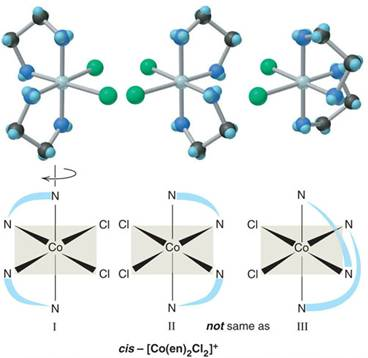 N N N
N Cl Cl N Cl N
Co Co Co
N Cl Cl N Cl N
N N N
I II not same as III
cis – [Co(en)₂Cl₂]⁺